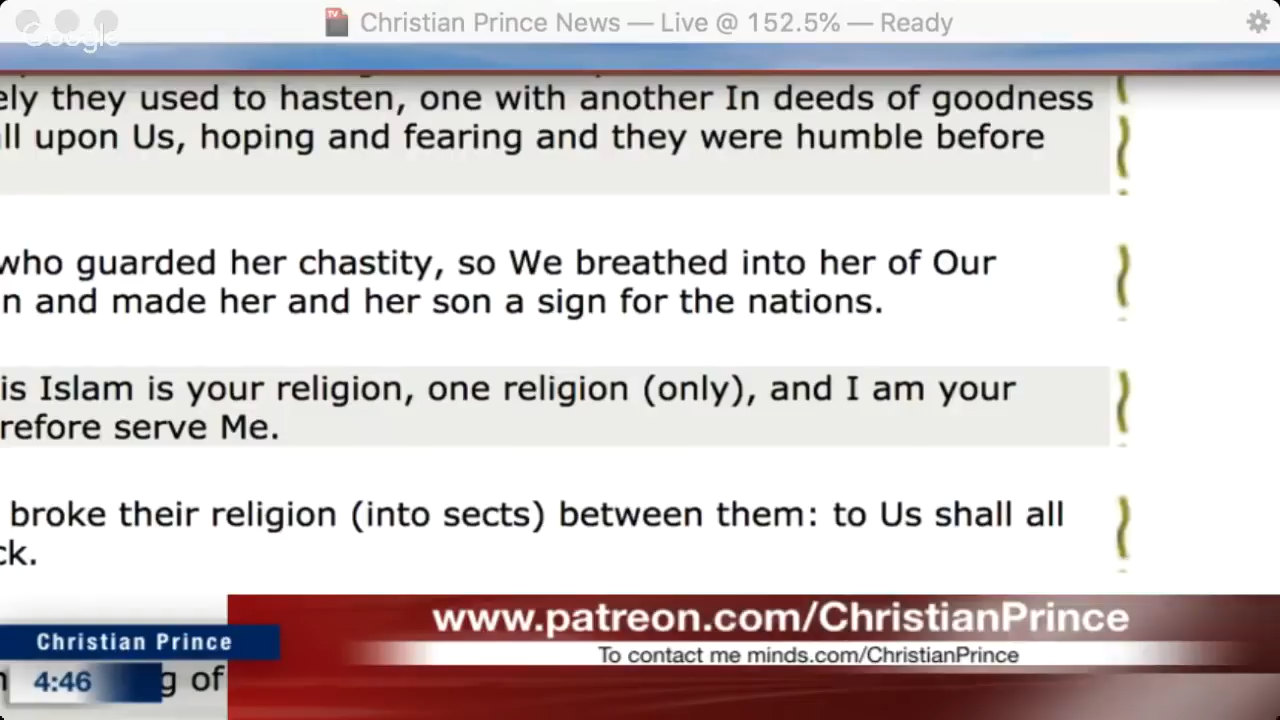 Google
Christian Prince News — Live @ 152.5% — Ready
ely they used to hasten, one with another In deeds of goodness
ll upon Us, hoping and fearing and they were humble before
who guarded her chastity, so We breathed into her of Our
n and made her and her son a sign for the nations.
is Islam is your religion, one religion (only), and I am your
refore serve Me.
broke their religion (into sects) between them: to Us shall all
ck.
www.patreon.com/ChristianPrince
Christian Prince
To contact me minds.com/ChristianPrince
4:46
g of